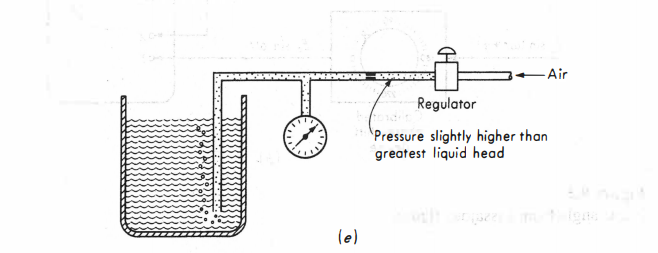 Air
Regulator
Pressure slightly higher than
greatest liquid head
(e)